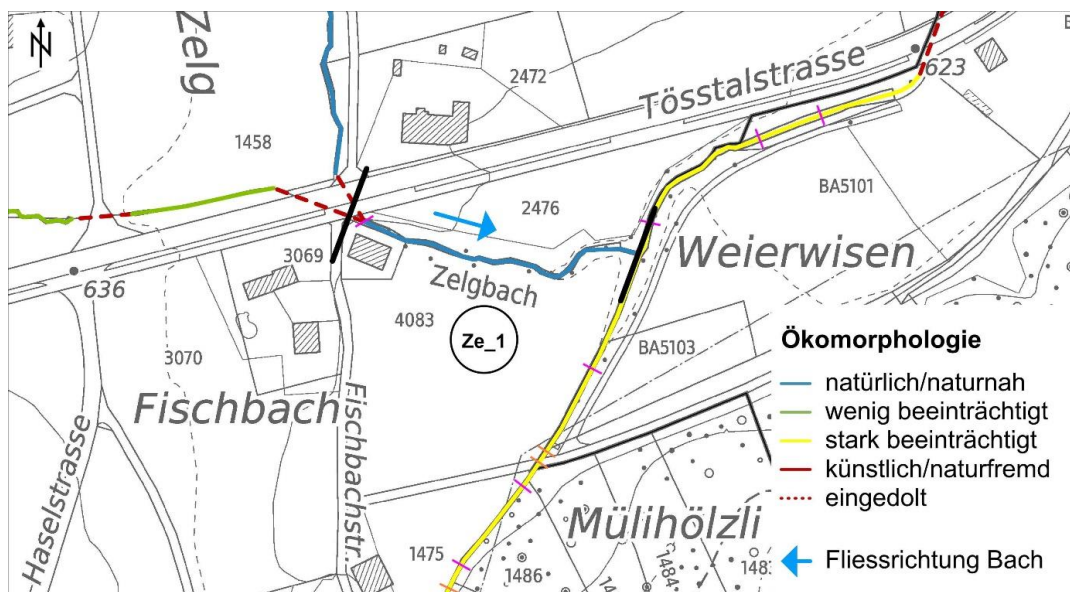 N
Zelg
2472
Tösstalstrasse
623
1458
BA5101
2476
3069
Weierwisen
Zelgbach
636
4083
Ze_1
BA5103
3070
Fischbach
Fischbachstr..
-Haselstrasse
Mülihölzli
1475
1486
1484
Ökomorphologie
natürlich/naturnah
wenig beeinträchtigt
stark beeinträchtigt
künstlich/naturfremd
eingedolt
Fliessrichtung Bach